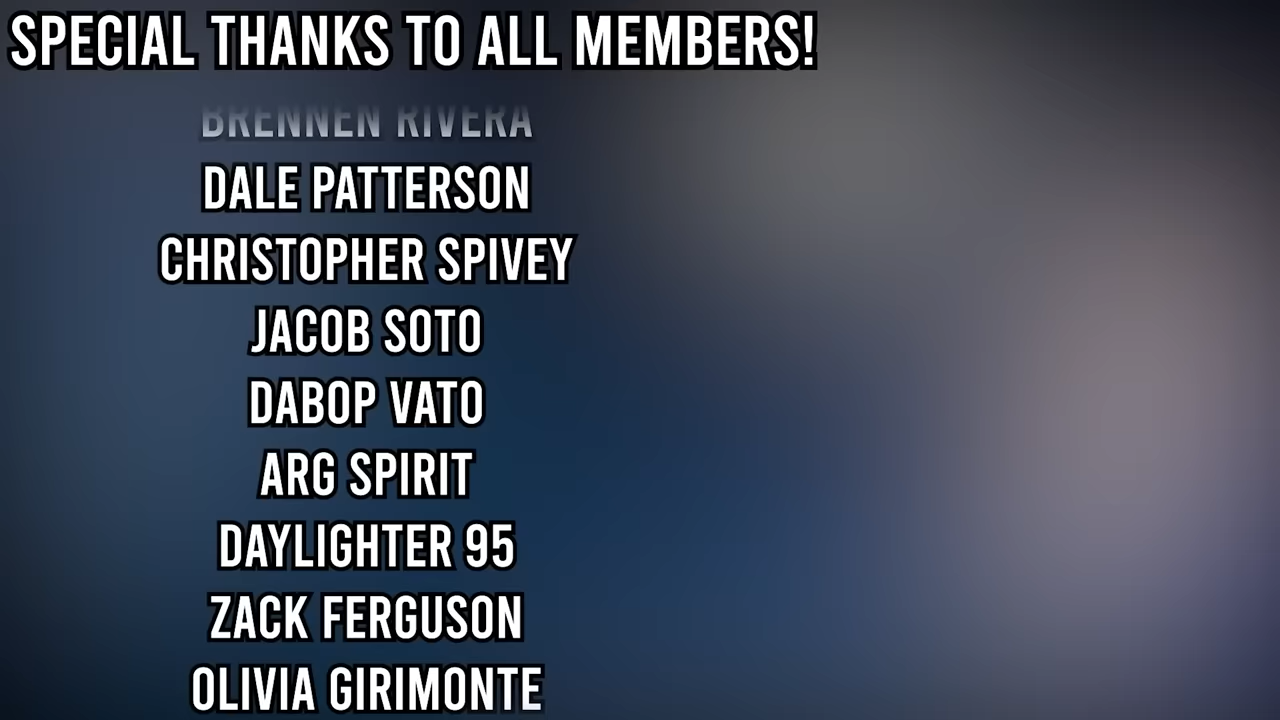 SPECIAL THANKS TO ALL MEMBERS!
BRENNEN RIVERA
DALE PATTERSON
CHRISTOPHER SPIVEY
JACOB SOTO
DABOP VATO
ARG SPIRIT
DAYLIGHTER 95
ZACK FERGUSON
OLIVIA GIRIMONTE